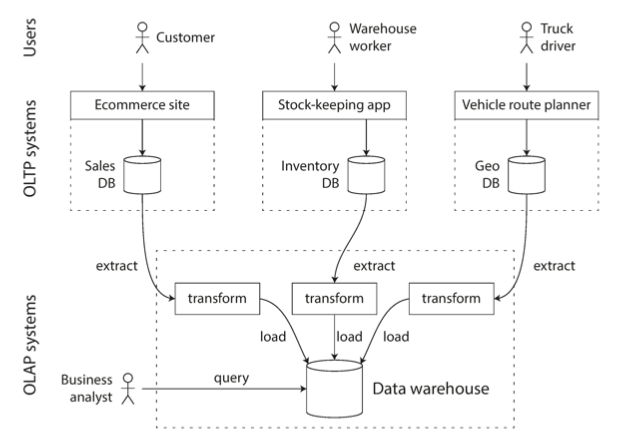 Users
Customer
Warehouse
worker
Truck
driver
OLTP systems
Ecommerce site
Stock-keeping app
Vehicle route planner
Sales
DB
Inventory
DB
Geo
DB
extract
extract
extract
OLAP systems
transform
transform
transform
load
load
load
Business
analyst
query
Data warehouse